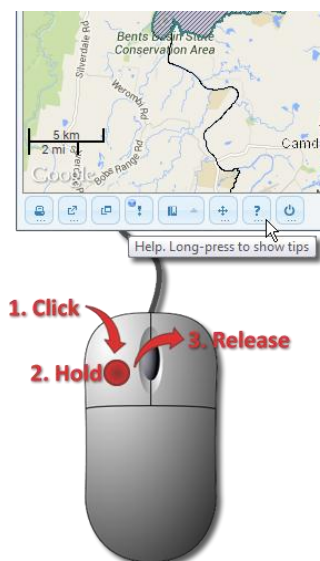 Bents Basin State
Conservation Area
Silverdale Rd
Werombi Rd
5 km
2 mi
Bobs Range Rd
Camd
Google
?
Help. Long-press to show tips
1. Click
3. Release
2. Hold